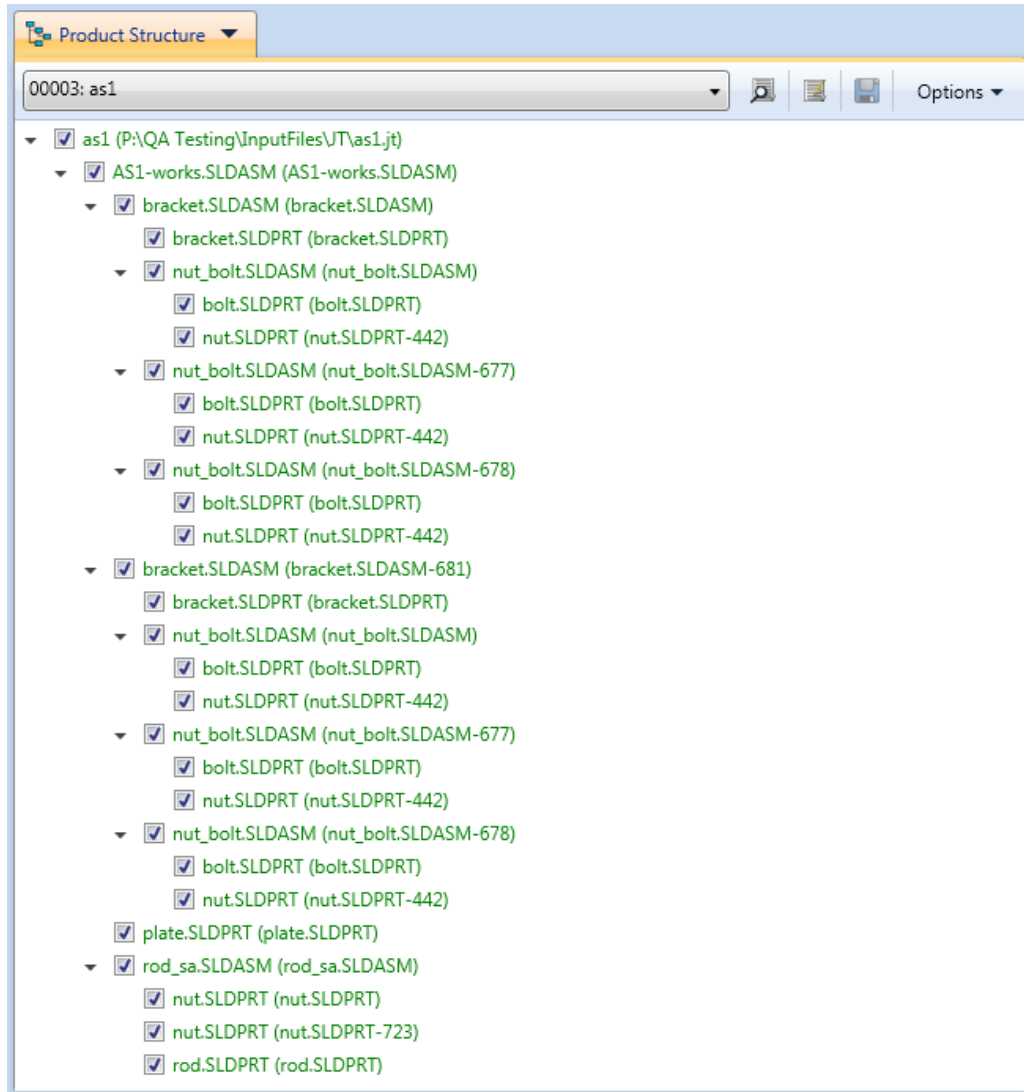 Product Structure
00003: as1 Options
as1 (P:\QA Testing\InputFiles\JT\as1.jt)
AS1-works.SLDASM (AS1-works.SLDASM)
bracket.SLDASM (bracket.SLDASM)
bracket.SLDPRT (bracket.SLDPRT)
nut_bolt.SLDASM (nut_bolt.SLDASM)
bolt.SLDPRT (bolt.SLDPRT)
nut.SLDPRT (nut.SLDPRT-442)
nut_bolt.SLDASM (nut_bolt.SLDASM-677)
bolt.SLDPRT (bolt.SLDPRT)
nut.SLDPRT (nut.SLDPRT-442)
nut_bolt.SLDASM (nut_bolt.SLDASM-678)
bolt.SLDPRT (bolt.SLDPRT)
nut.SLDPRT (nut.SLDPRT-442)
bracket.SLDASM (bracket.SLDASM-681)
bracket.SLDPRT (bracket.SLDPRT)
nut_bolt.SLDASM (nut_bolt.SLDASM)
bolt.SLDPRT (bolt.SLDPRT)
nut.SLDPRT (nut.SLDPRT-442)
nut_bolt.SLDASM (nut_bolt.SLDASM-677)
bolt.SLDPRT (bolt.SLDPRT)
nut.SLDPRT (nut.SLDPRT-442)
nut_bolt.SLDASM (nut_bolt.SLDASM-678)
bolt.SLDPRT (bolt.SLDPRT)
nut.SLDPRT (nut.SLDPRT-442)
plate.SLDPRT (plate.SLDPRT)
rod_sa.SLDASM (rod_sa.SLDASM)
nut.SLDPRT (nut.SLDPRT)
nut.SLDPRT (nut.SLDPRT-723)
rod.SLDPRT (rod.SLDPRT)